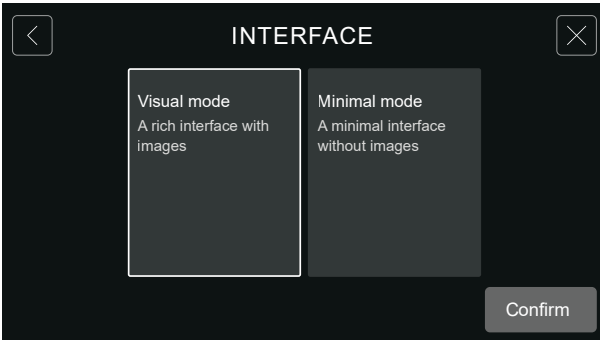 INTERFACE
Visual mode
A rich interface with
images
Minimal mode
A minimal interface
without images
Confirm